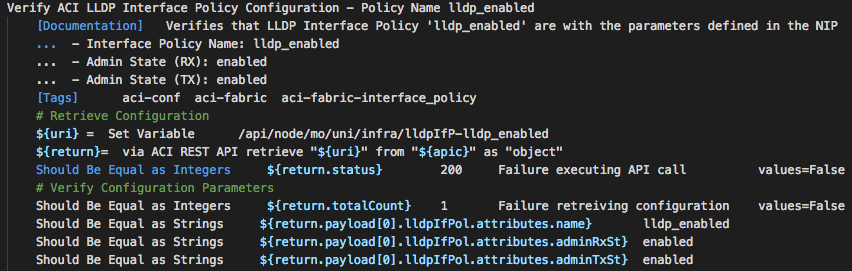 Verify ACI LLDP Interface Policy Configuration - Policy Name lldp_enabled
[Documentation]   Verifies that LLDP Interface Policy 'lldp_enabled' are with the parameters defined in the NIP
...  - Interface Policy Name: lldp_enabled
...  - Admin State (RX): enabled
...  - Admin State (TX): enabled
[Tags]      aci-conf  aci-fabric  aci-fabric-interface_policy
# Retrieve Configuration
${uri} =  Set Variable      /api/node/mo/uni/infra/lldpIfP-lldp_enabled
${return}=  via ACI REST API retrieve "${uri}" from "${apic}" as "object"
Should Be Equal as Integers     ${return.status}        200     Failure executing API call          values=False
# Verify Configuration Parameters
Should Be Equal as Integers     ${return.totalCount}    1       Failure retreiving configuration    values=False
Should Be Equal as Strings     ${return.payload[0].lldpIfPol.attributes.name}       lldp_enabled
Should Be Equal as Strings     ${return.payload[0].lldpIfPol.attributes.adminRxSt}  enabled
Should Be Equal as Strings     ${return.payload[0].lldpIfPol.attributes.adminTxSt}  enabled